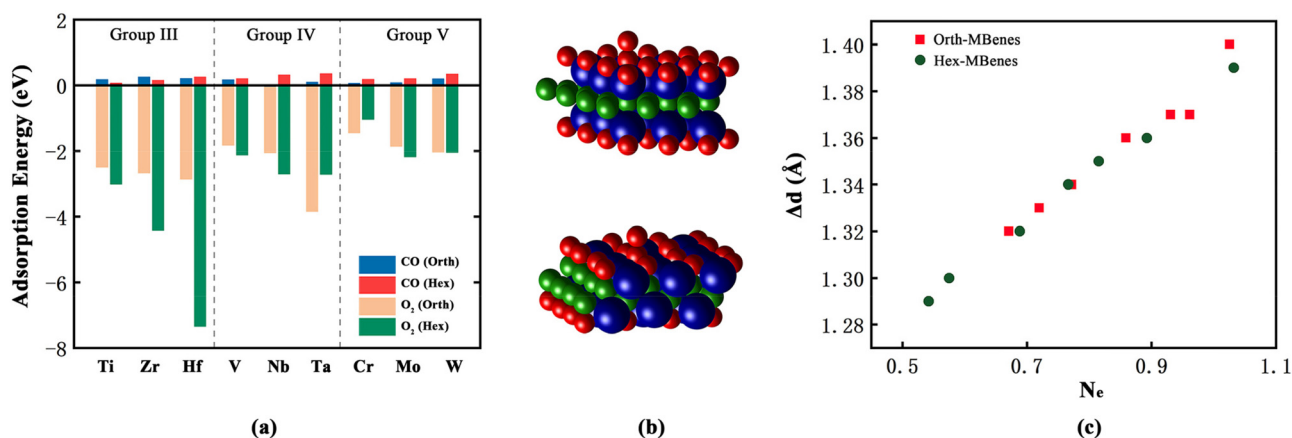 Group III Group IV Group V
Adsorption Energy (eV)
2
0
−2
−4
−6
−8
CO (Orth)
CO (Hex)
O₂ (Orth)
O₂ (Hex)
Ti Zr Hf V Nb Ta Cr Mo W
(a)
(b)
Orth-MBenes
Hex-MBenes
Δd (Å)
1.40
1.38
1.36
1.34
1.32
1.30
1.28
0.5 0.7 0.9 1.1
Nₑ
(c)